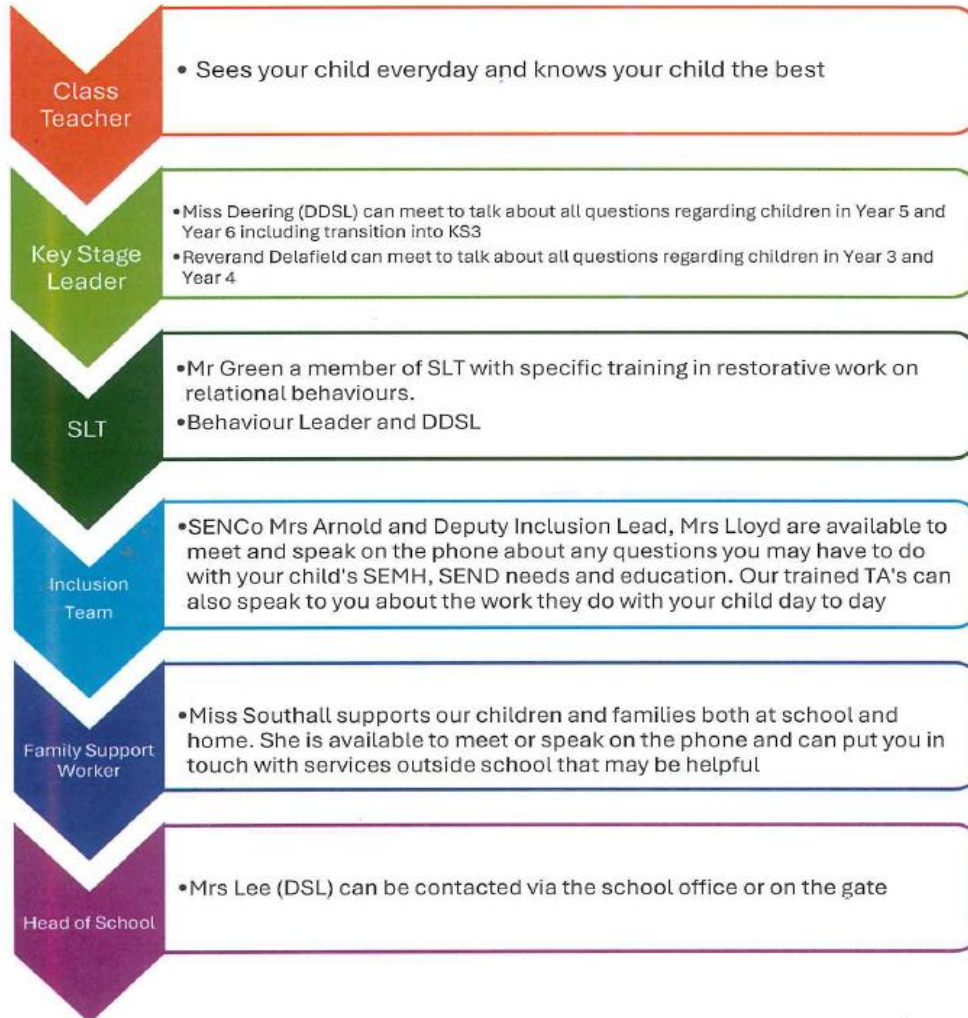 Class
Teacher
• Sees your child everyday and knows your child the best
Key Stage
Leader
•Miss Deering (DDSL) can meet to talk about all questions regarding children in Year 5 and
Year 6 including transition into KS3
•Reverand Delafield can meet to talk about all questions regarding children in Year 3 and
Year 4
SLT
•Mr Green a member of SLT with specific training in restorative work on
relational behaviours.
•Behaviour Leader and DDSL
Inclusion
Team
•SENCo Mrs Arnold and Deputy Inclusion Lead, Mrs Lloyd are available to
meet and speak on the phone about any questions you may have to do
with your child's SEMH, SEND needs and education. Our trained TA's can
also speak to you about the work they do with your child day to day
Family Support
Worker
•Miss Southall supports our children and families both at school and
home. She is available to meet or speak on the phone and can put you in
touch with services outside school that may be helpful
Head of School
•Mrs Lee (DSL) can be contacted via the school office or on the gate